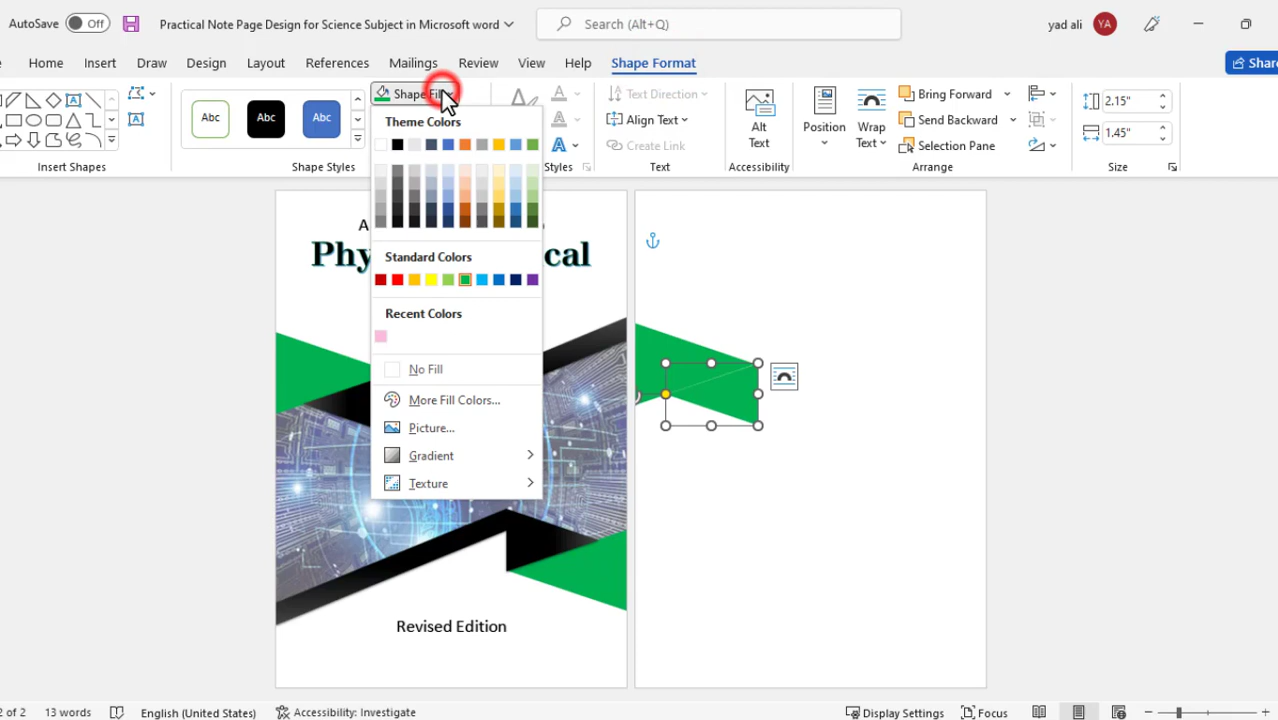 AutoSave Off Practical Note Page Design for Science Subject in Microsoft word Search (Alt+Q) yad ali YA
Home Insert Draw Design Layout References Mailings Review View Help Shape Format Share
Abc Abc Abc
Insert Shapes
Shape Styles
Shape Fill
Theme Colors
Standard Colors
Recent Colors
No Fill
More Fill Colors...
Picture...
Gradient
Texture
Styles
Text Direction
Align Text
Create Link
Text
Alt
Text
Accessibility
Position
Wrap
Text
Bring Forward
Send Backward
Selection Pane
Arrange
2.15"
1.45"
Size
Revised Edition
2 of 2 13 words English (United States) Accessibility: Investigate Display Settings Focus